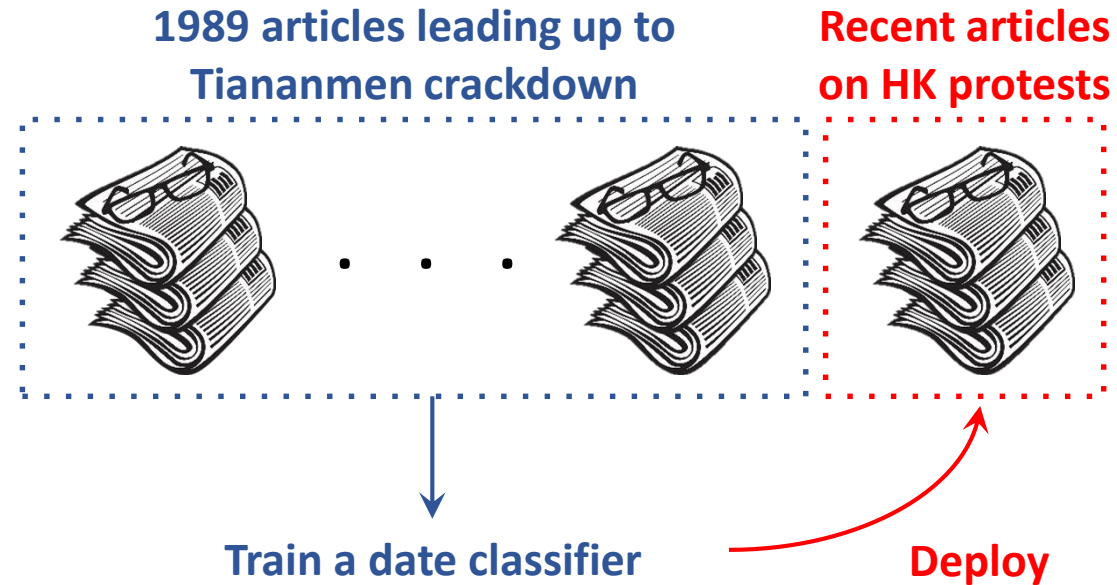 1989 articles leading up to
Tiananmen crackdown
Recent articles
on HK protests
. . .
Train a date classifier
Deploy